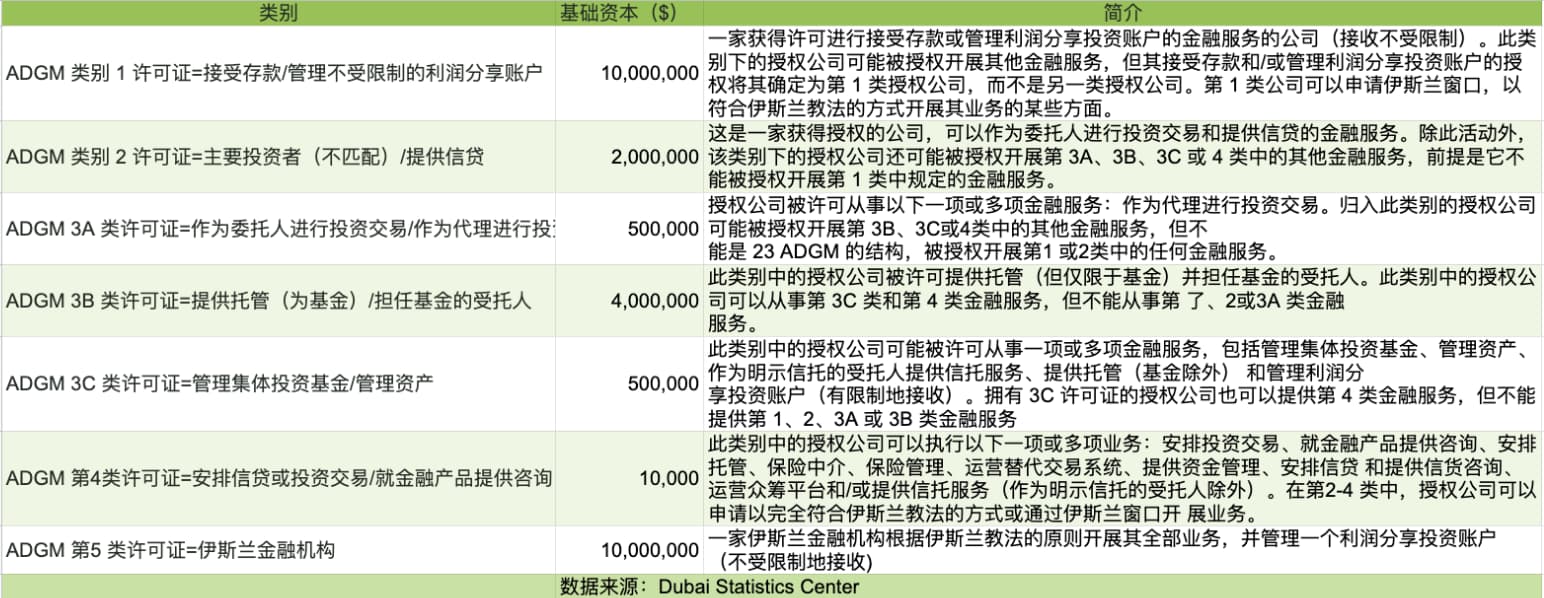 类别 基础资本（$） 简介
ADGM 类别 1 许可证=接受存款/管理不受限制的利润分享账户 10,000,000
一家获得许可进行接受存款或管理利润分享投资账户的金融服务的公司（接收不受限制）。此类
别下的授权公司可能被授权开展其他金融服务，但其接受存款和/或管理利润分享投资账户的授
权将其确定为第 1 类授权公司，而不是另一类授权公司。第 1 类公司可以申请伊斯兰窗口，以
符合伊斯兰教法的方式开展其业务的某些方面。
ADGM 类别 2 许可证=主要投资者（不匹配）/提供信贷 2,000,000
这是一家获得授权的公司，可以作为委托人进行投资交易和提供信贷的金融服务。除此活动外，
该类别下的授权公司还可能被授权开展第 3A、3B、3C 或 4 类中的其他金融服务，前提是它不
能被授权开展第 1 类中规定的金融服务。
ADGM 3A 类许可证=作为委托人进行投资交易/作为代理进行投 500,000
授权公司被许可从事以下一项或多项金融服务：作为代理进行投资交易。归入此类别的授权公司
可能被授权开展第 3B、3C或4类中的其他金融服务，但不
能是 23 ADGM 的结构，被授权开展第1 或2类中的任何金融服务。
ADGM 3B 类许可证=提供托管（为基金）/担任基金的受托人 4,000,000
此类别中的授权公司被许可提供托管（但仅限于基金）并担任基金的受托人。此类别中的授权公
司可以从事第 3C 类和第 4 类金融服务，但不能从事第 了、2或3A 类金融
服务。
ADGM 3C 类许可证=管理集体投资基金/管理资产 500,000
此类别中的授权公司可能被许可从事一项或多项金融服务，包括管理集体投资基金、管理资产、
作为明示信托的受托人提供信托服务、提供托管（基金除外） 和管理利润分
享投资账户（有限制地接收）。拥有 3C 许可证的授权公司也可以提供第 4 类金融服务，但不能
提供第 1、2、3A 或 3B 类金融服务
ADGM 第4类许可证=安排信贷或投资交易/就金融产品提供咨询 10,000
此类别中的授权公司可以执行以下一项或多项业务：安排投资交易、就金融产品提供咨询、安排
托管、保险中介、保险管理、运营替代交易系统、提供资金管理、安排信贷 和提供信货咨询、
运营众筹平台和/或提供信托服务（作为明示信托的受托人除外）。在第2-4 类中，授权公司可以
申请以完全符合伊斯兰教法的方式或通过伊斯兰窗口开 展业务。
ADGM 第5 类许可证=伊斯兰金融机构 10,000,000
一家伊斯兰金融机构根据伊斯兰教法的原则开展其全部业务，并管理一个利润分享投资账户
（不受限制地接收)
数据来源：Dubai Statistics Center